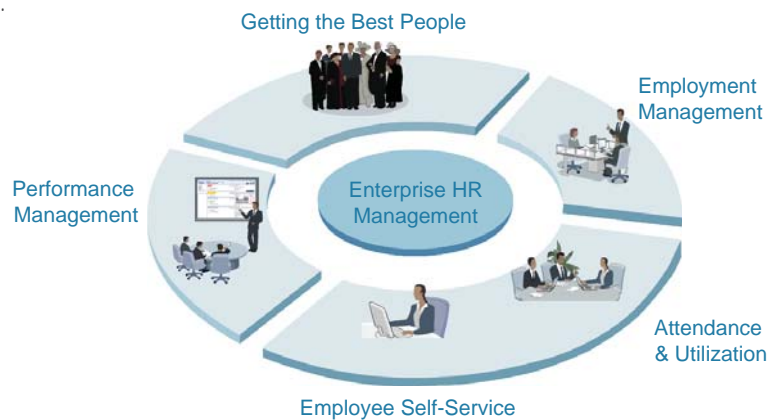 .
Getting the Best People
Employment
Management
Performance
Management
Enterprise HR
Management
Attendance
& Utilization
Employee Self-Service